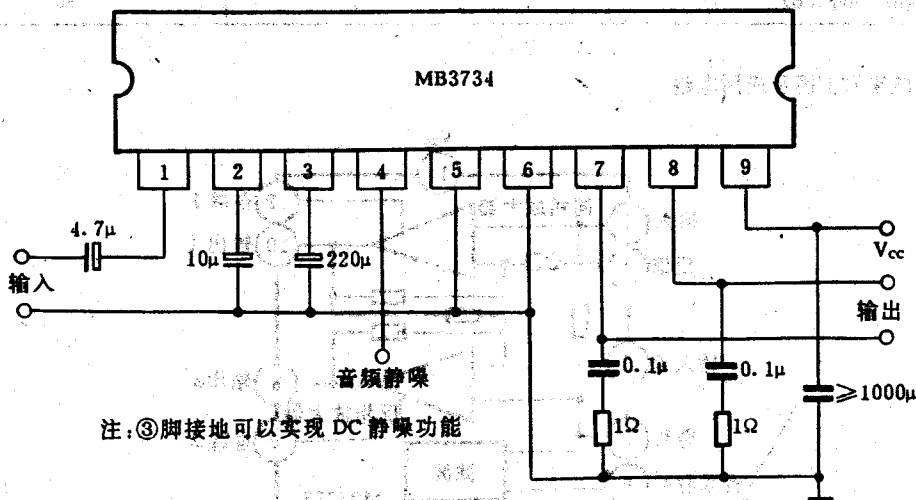 MB3734
1 2 3 4 5 6 7 8 9
4.7μ
输入
10μ
220μ
音频静噪
Vcc
输出
0.1μ
0.1μ
1Ω
1Ω
≥1000μ
注:③脚接地可以实现 DC 静噪功能